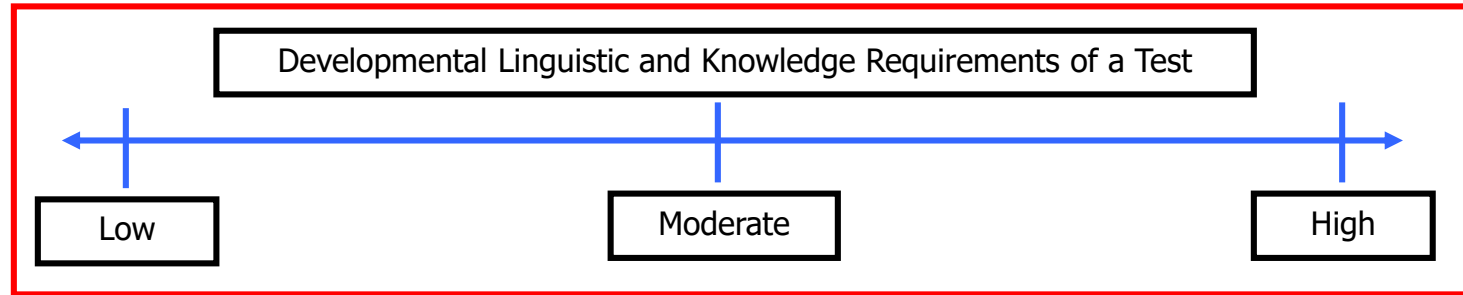 Developmental Linguistic and Knowledge Requirements of a Test
Low
Moderate
High